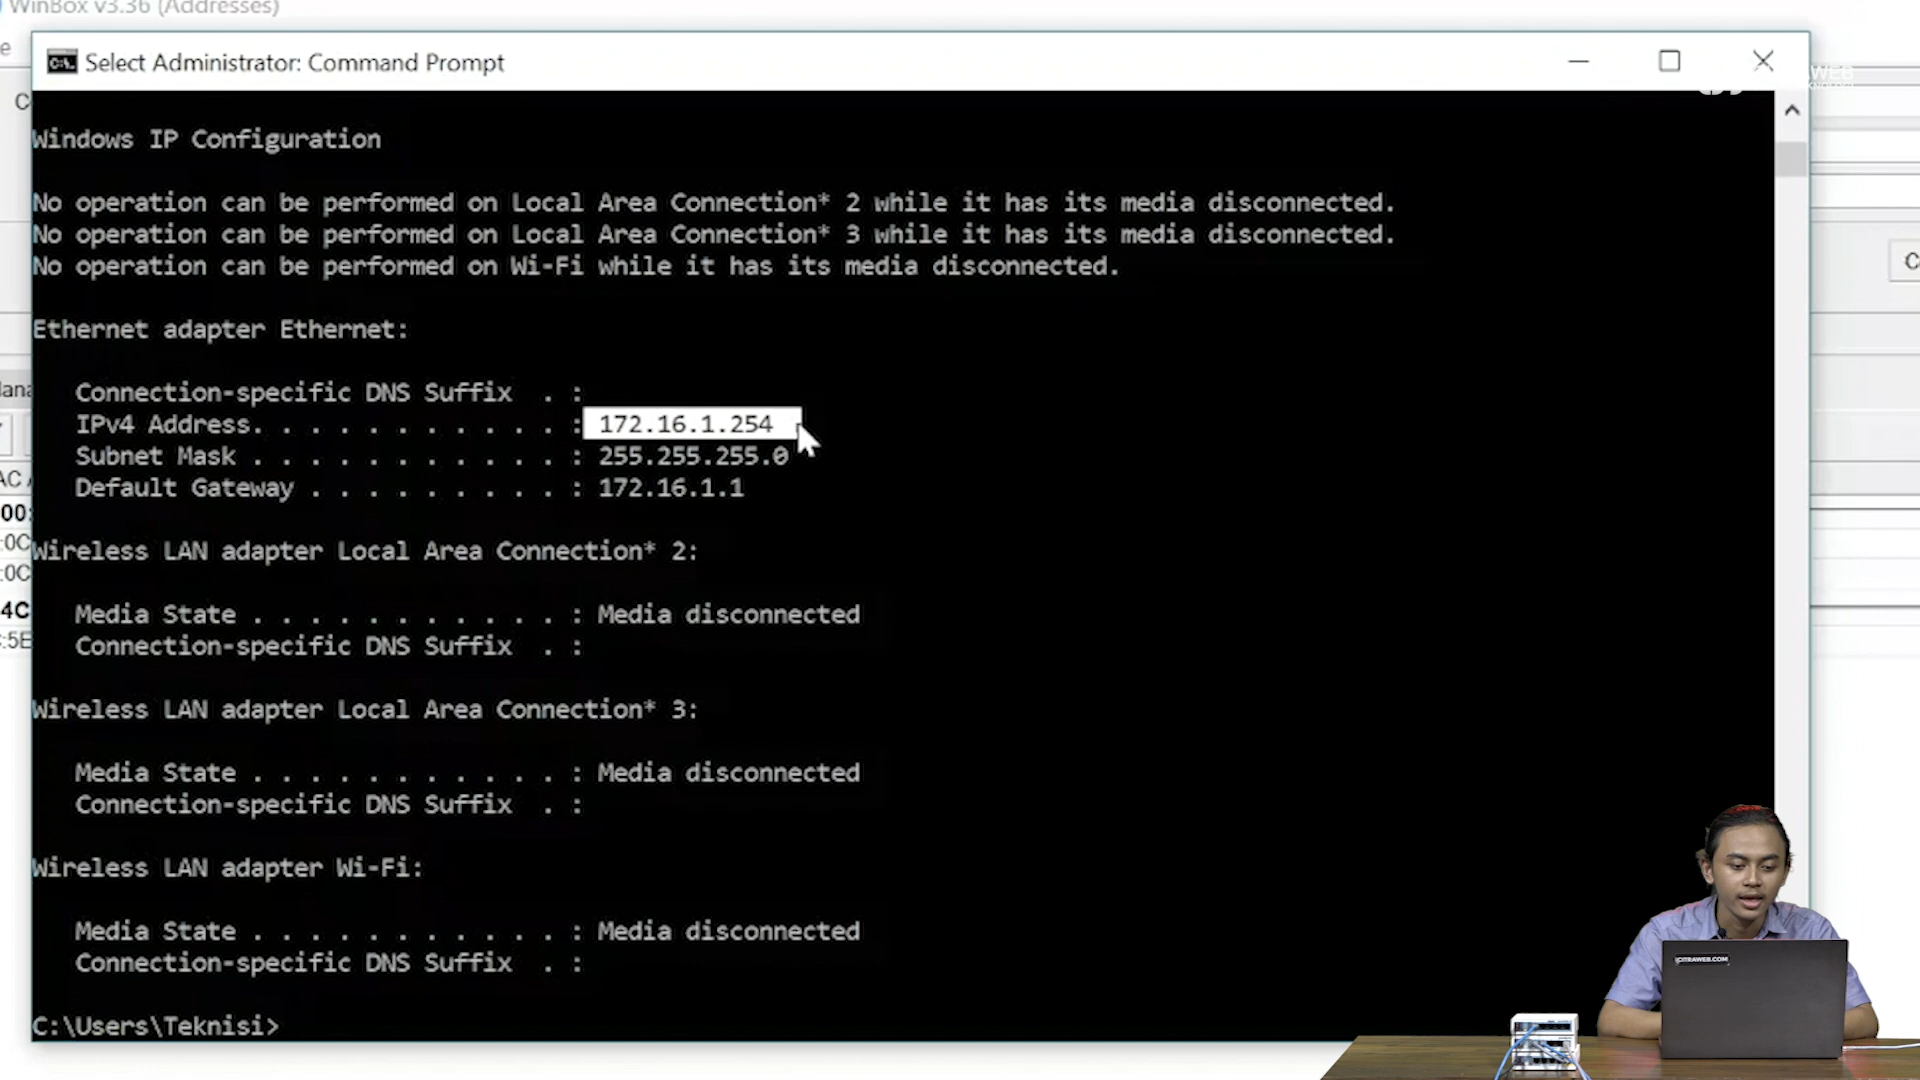 WinBox v3.36 (Addresses)
Select Administrator: Command Prompt
Windows IP Configuration
No operation can be performed on Local Area Connection* 2 while it has its media disconnected.
No operation can be performed on Local Area Connection* 3 while it has its media disconnected.
No operation can be performed on Wi-Fi while it has its media disconnected.
Ethernet adapter Ethernet:
Connection-specific DNS Suffix . :
IPv4 Address. . . . . . . . . . . : 172.16.1.254
Subnet Mask . . . . . . . . . . . : 255.255.255.0
Default Gateway . . . . . . . . . : 172.16.1.1
Wireless LAN adapter Local Area Connection* 2:
Media State . . . . . . . . . . . : Media disconnected
Connection-specific DNS Suffix . :
Wireless LAN adapter Local Area Connection* 3:
Media State . . . . . . . . . . . : Media disconnected
Connection-specific DNS Suffix . :
Wireless LAN adapter Wi-Fi:
Media State . . . . . . . . . . . : Media disconnected
Connection-specific DNS Suffix . :
C:\Users\Teknisi>
CITRAWEB.COM